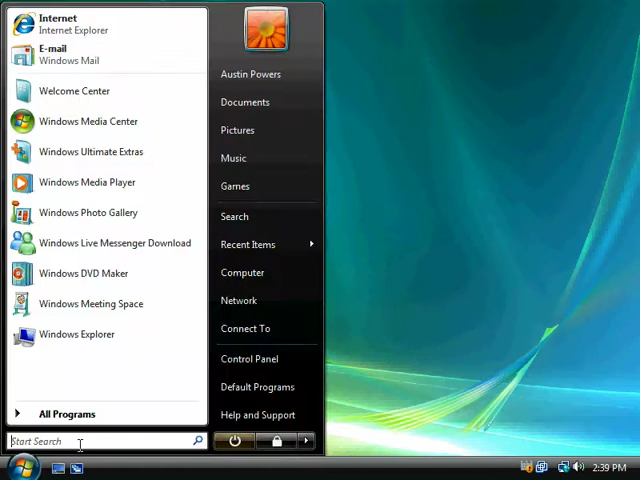 Internet
Internet Explorer
E-mail
Windows Mail
Welcome Center
Windows Media Center
Windows Ultimate Extras
Windows Media Player
Windows Photo Gallery
Windows Live Messenger Download
Windows DVD Maker
Windows Meeting Space
Windows Explorer
All Programs
Start Search
Austin Powers
Documents
Pictures
Music
Games
Search
Recent Items
Computer
Network
Connect To
Control Panel
Default Programs
Help and Support
2:39 PM